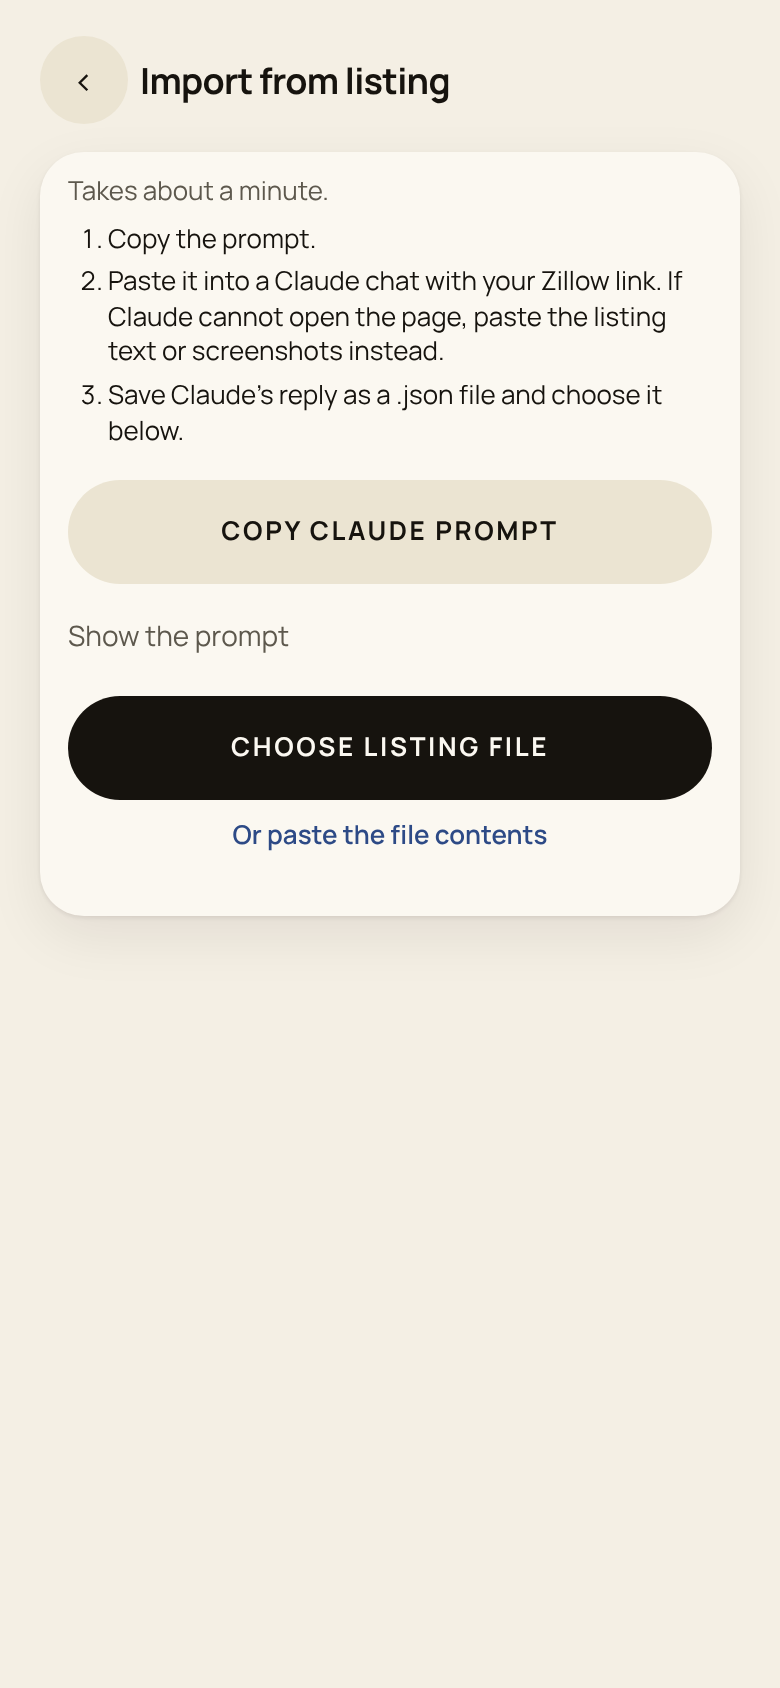 Import from listing
Takes about a minute.
1. Copy the prompt.
2. Paste it into a Claude chat with your Zillow link. If
Claude cannot open the page, paste the listing
text or screenshots instead.
3. Save Claude’s reply as a .json file and choose it
below.
COPY CLAUDE PROMPT
Show the prompt
CHOOSE LISTING FILE
Or paste the file contents